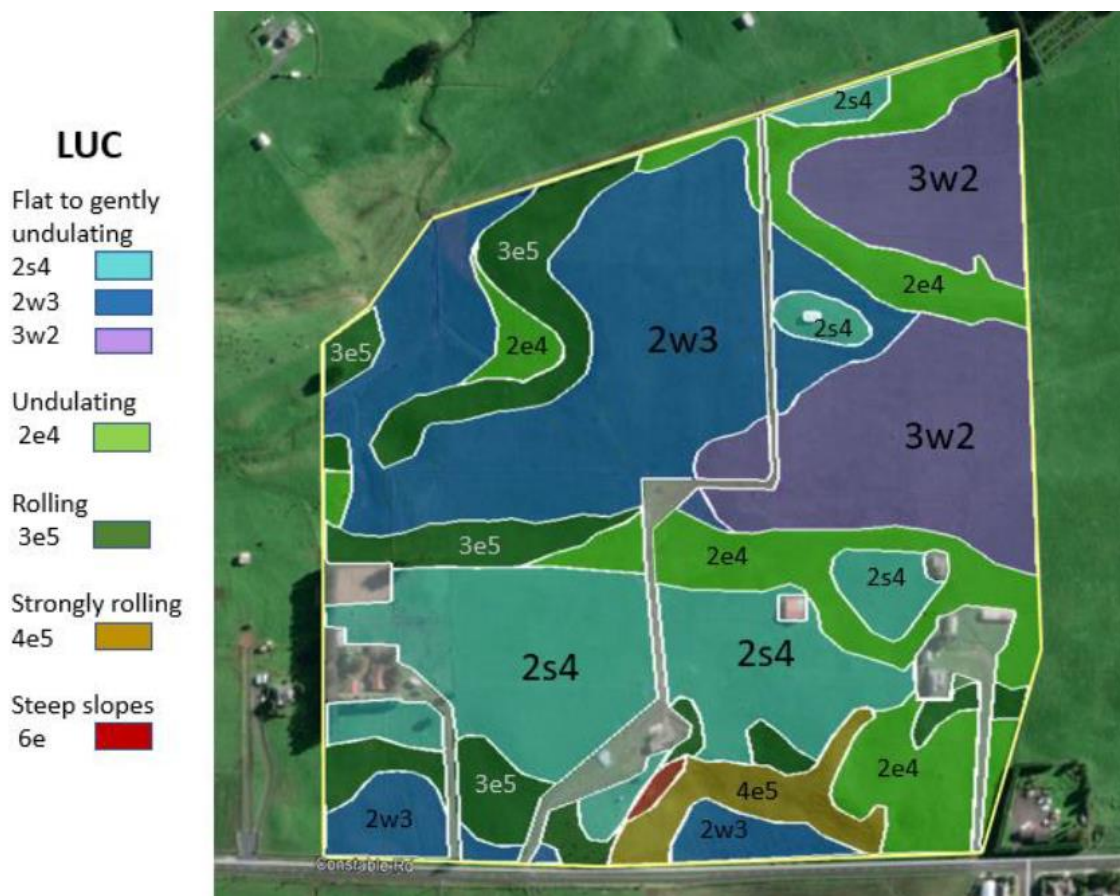 LUC
Flat to gently
undulating
2s4
2w3
3w2
Undulating
2e4
Rolling
3e5
Strongly rolling
4e5
Steep slopes
6e
2s4
3w2
3e5
2e4
2s4
3e5
2e4
2w3
3w2
3e5
2e4
2s4
2s4
2s4
3e5
4e5
2e4
2w3
2w3
Constable Rd